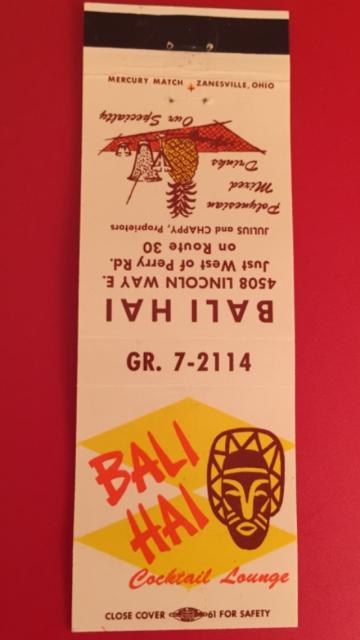 MERCURY MATCH ZANESVILLE, OHIO
BALI HAI
4508 LINCOLN WAY E.
Just West of Perry Rd.
on Route 30
JULIUS and CHAPPY, Proprietors
Polynesian
Mixed
Drinks
Our Specialty
GR. 7-2114
BALI
HAI
Cocktail Lounge
CLOSE COVER 61 FOR SAFETY